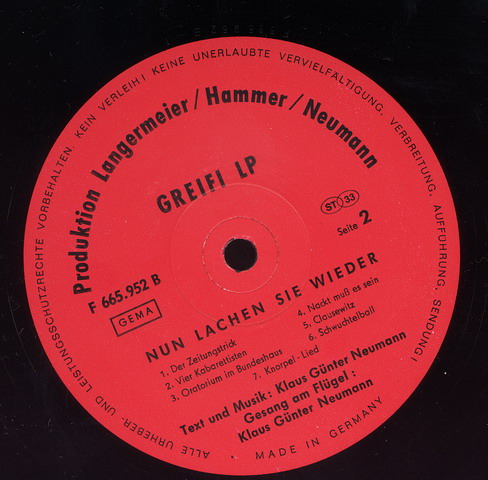 ALLE URHEBER- UND LEISTUNGSSCHUTZRECHTE VORBEHALTEN. KEIN VERLEIH! KEINE UNERLAUBTE VERVIELFÄLTIGUNG, VERBREITUNG, AUFFÜHRUNG, SENDUNG!
Produktion Langermeier/Hammer/Neumann
GREIFI LP
ST 33
Seite 2
F 665.952 B
GEMA
NUN LACHEN SIE WIEDER
1. Der Zeitungstrick
2. Vier Kabarettisten
3. Oratorium im Bundeshaus
4. Nackt muß es sein
5. Clausewitz
6. Schwuchtelball
7. Knorpel-Lied
Text und Musik: Klaus Günter Neumann
Gesang am Flügel:
Klaus Günter Neumann
MADE IN GERMANY